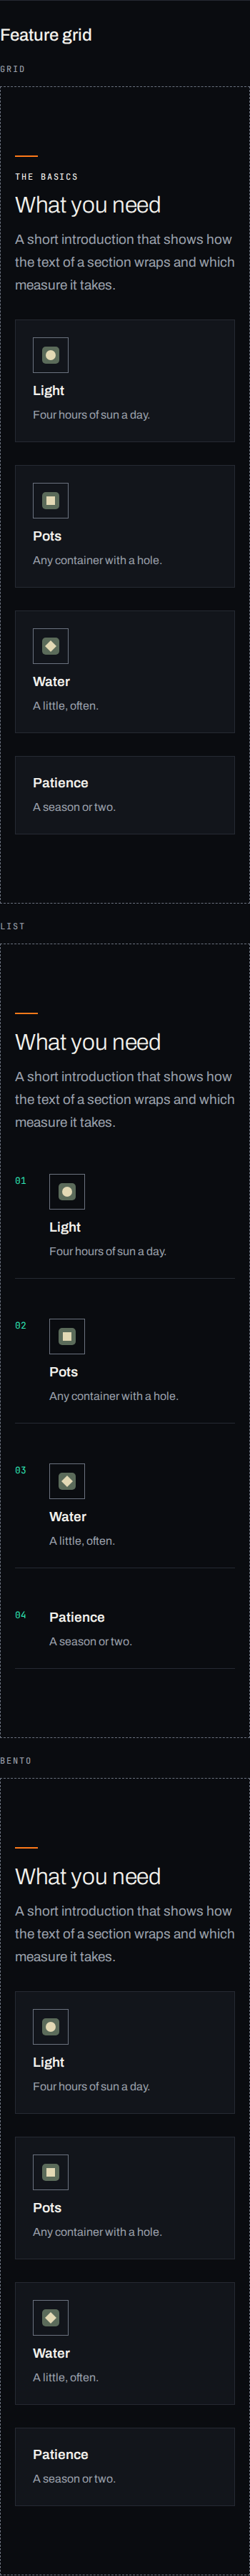 Feature grid
GRID
THE BASICS
What you need
A short introduction that shows how
the text of a section wraps and which
measure it takes.
Light
Four hours of sun a day.
Pots
Any container with a hole.
Water
A little, often.
Patience
A season or two.
LIST
What you need
A short introduction that shows how
the text of a section wraps and which
measure it takes.
01
Light
Four hours of sun a day.
02
Pots
Any container with a hole.
03
Water
A little, often.
04
Patience
A season or two.
BENTO
What you need
A short introduction that shows how
the text of a section wraps and which
measure it takes.
Light
Four hours of sun a day.
Pots
Any container with a hole.
Water
A little, often.
Patience
A season or two.